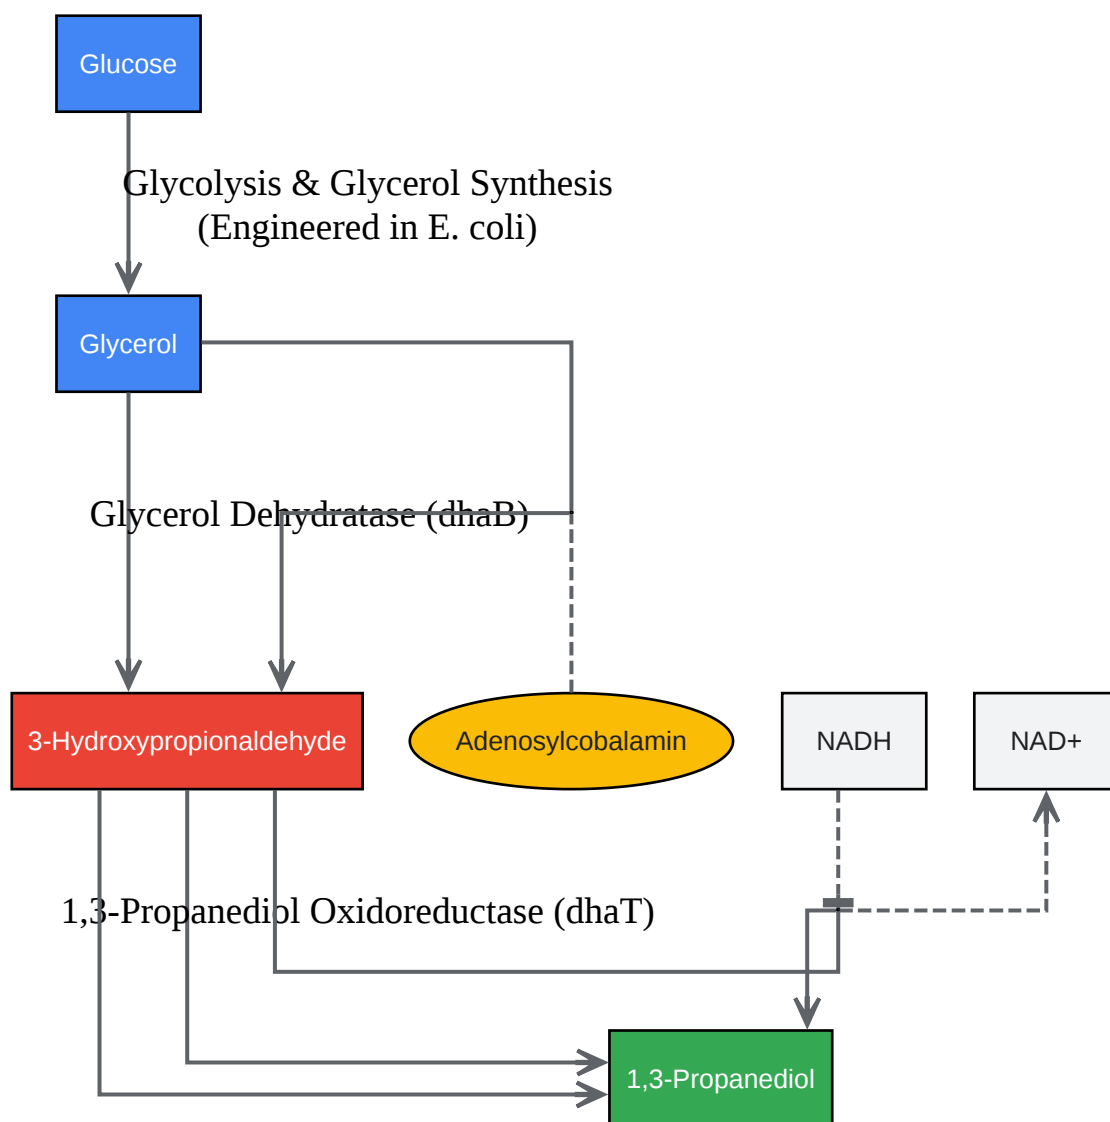 Glucose
Glycolysis & Glycerol Synthesis
(Engineered in E. coli)
Glycerol
Glycerol Dehydratase (dhaB)
3-Hydroxypropionaldehyde
Adenosylcobalamin
NADH
NAD+
1,3-Propanediol Oxidoreductase (dhaT)
1,3-Propanediol